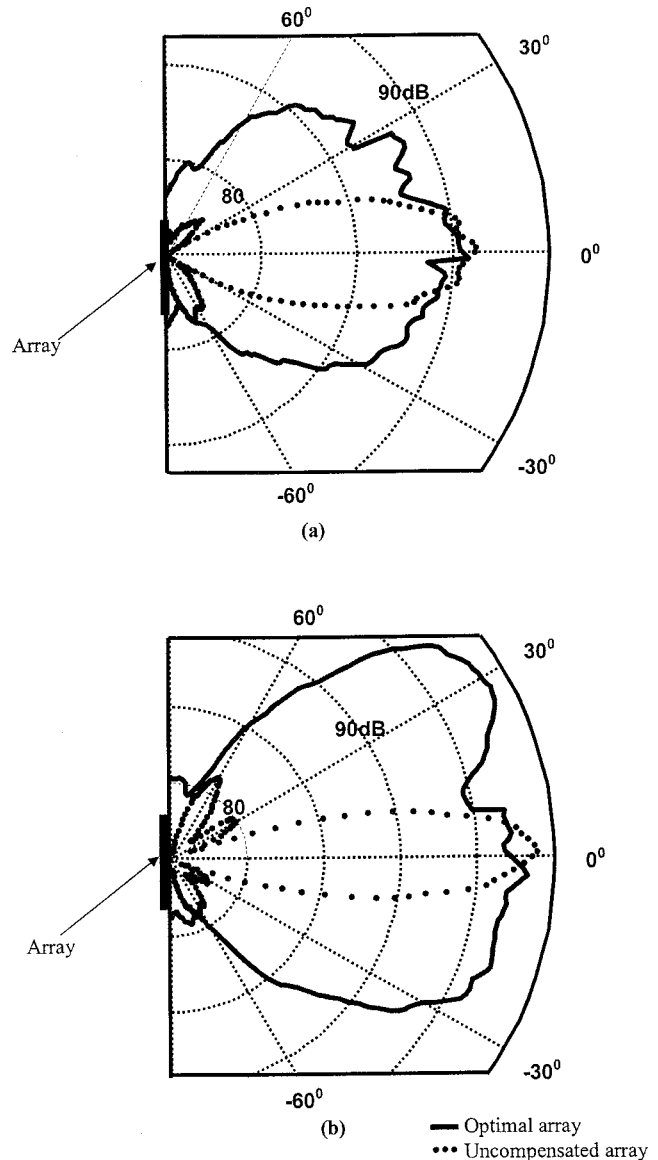 60⁰
30⁰
90dB
80
0⁰
Array
-30⁰
-60⁰
(a)
60⁰
30⁰
90dB
80
0⁰
Array
-30⁰
-60⁰
(b)
Optimal array
Uncompensated array